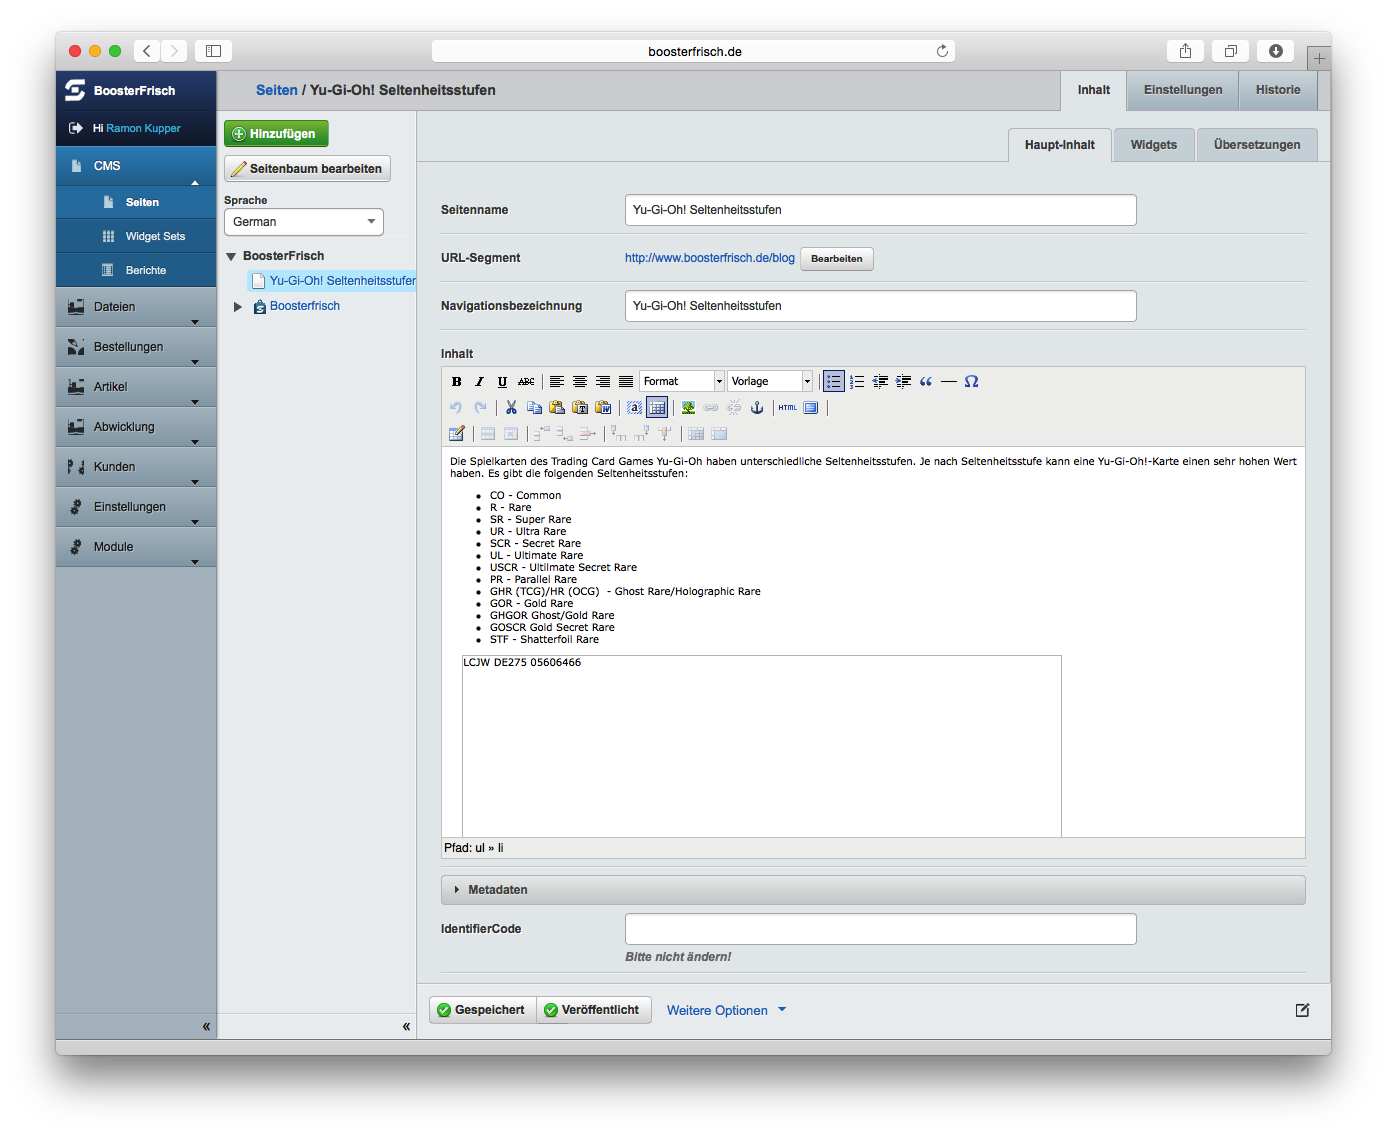 boosterfrisch.de
BoosterFrisch
Hi Ramon Kupper
CMS
Seiten
Widget Sets
Berichte
Dateien
Bestellungen
Artikel
Abwicklung
Kunden
Einstellungen
Module
«
Seiten / Yu-Gi-Oh! Seltenheitsstufen
Inhalt
Einstellungen
Historie
Hinzufügen
Seitenbaum bearbeiten
Sprache
German
BoosterFrisch
Yu-Gi-Oh! Seltenheitsstufen
Boosterfrisch
«
Haupt-Inhalt
Widgets
Übersetzungen
Seitenname
Yu-Gi-Oh! Seltenheitsstufen
URL-Segment
http://www.boosterfrisch.de/blog
Bearbeiten
Navigationsbezeichnung
Yu-Gi-Oh! Seltenheitsstufen
Inhalt
B I U ABC Format Vorlage
HTML
Die Spielkarten des Trading Card Games Yu-Gi-Oh haben unterschiedliche Seltenheitsstufen. Je nach Seltenheitsstufe kann eine Yu-Gi-Oh!-Karte einen sehr hohen Wert
haben. Es gibt die folgenden Seltenheitsstufen:
• CO - Common
• R - Rare
• SR - Super Rare
• UR - Ultra Rare
• SCR - Secret Rare
• UL - Ultimate Rare
• USCR - Utilmate Secret Rare
• PR - Parallel Rare
• GHR (TCG)/HR (OCG) - Ghost Rare/Holographic Rare
• GOR - Gold Rare
• GHGOR Ghost/Gold Rare
• GOSCR Gold Secret Rare
• STF - Shatterfoil Rare
LCJW DE275 05606466
Pfad: ul » li
Metadaten
IdentifierCode
Bitte nicht ändern!
Gespeichert
Veröffentlicht
Weitere Optionen